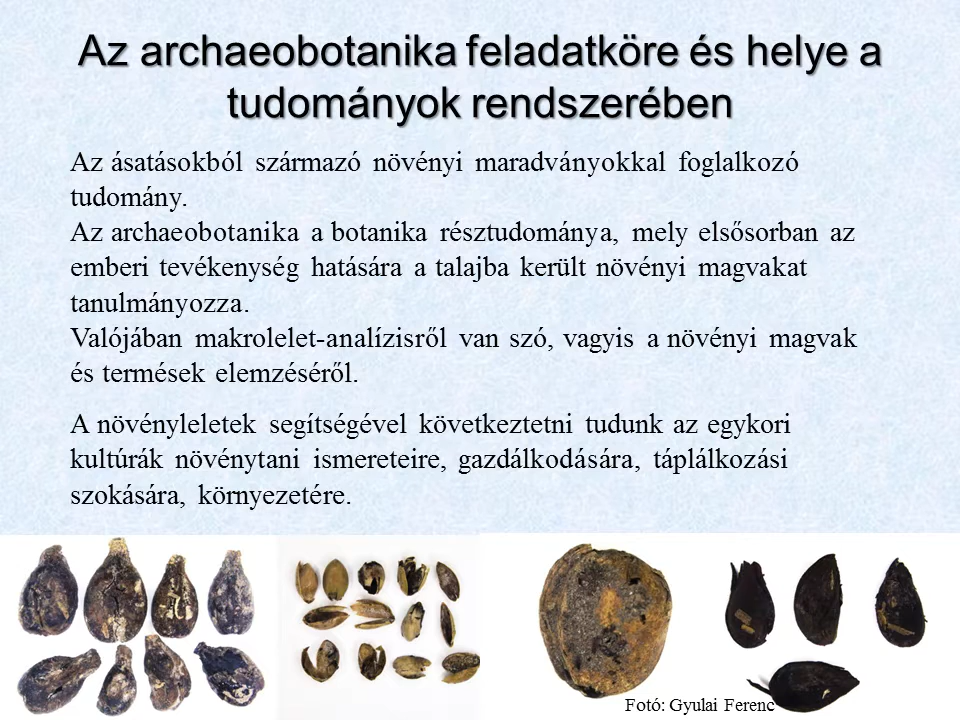 Az archaeobotanika feladatköre és helye a
tudományok rendszerében
Az ásatásokból származó növényi maradványokkal foglalkozó
tudomány.
Az archaeobotanika a botanika résztudománya, mely elsősorban az
emberi tevékenység hatására a talajba került növényi magvakat
tanulmányozza.
Valójában makrolelet-analízisről van szó, vagyis a növényi magvak
és termések elemzéséről.
A növényleletek segítségével következtetni tudunk az egykori
kultúrák növénytani ismereteire, gazdálkodására, táplálkozási
szokására, környezetére.
Fotó: Gyulai Ferenc